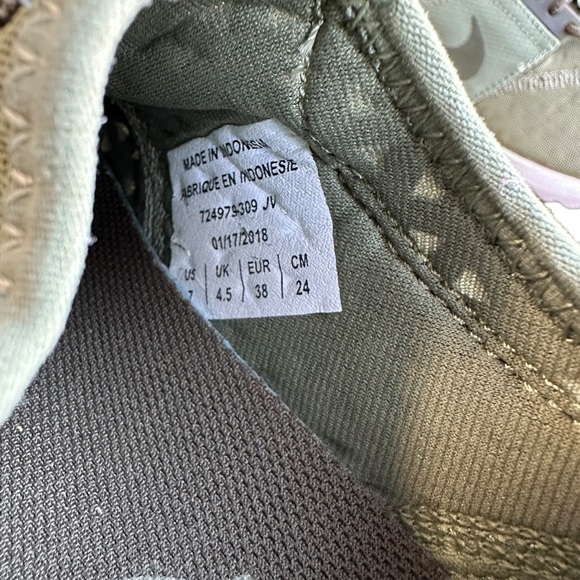 MADE IN INDONSIA
FABRIQUE EN INDONESIE
724979309 JV
01/17/2018
US UK EUR CM
7 4.5 38 24